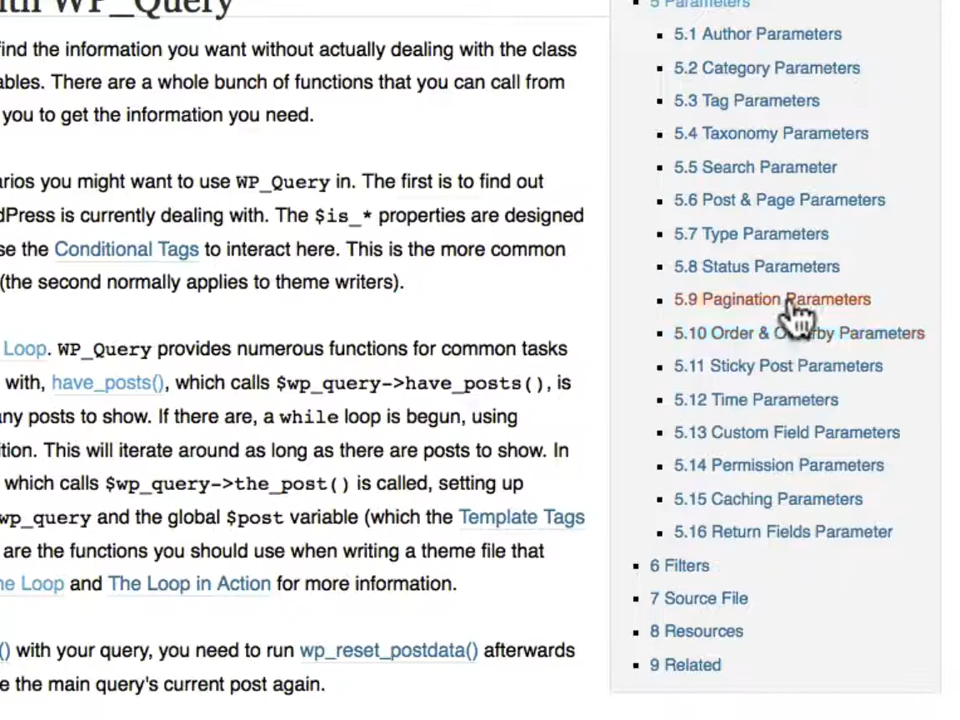 ith WP_Query
find the information you want without actually dealing with the class
ables. There are a whole bunch of functions that you can call from
you to get the information you need.
arios you might want to use WP_Query in. The first is to find out
dPress is currently dealing with. The $is_* properties are designed
se the Conditional Tags to interact here. This is the more common
(the second normally applies to theme writers).
Loop. WP_Query provides numerous functions for common tasks
with, have_posts(), which calls $wp_query->have_posts(), is
any posts to show. If there are, a while loop is begun, using
ition. This will iterate around as long as there are posts to show. In
which calls $wp_query->the_post() is called, setting up
wp_query and the global $post variable (which the Template Tags
are the functions you should use when writing a theme file that
he Loop and The Loop in Action for more information.
() with your query, you need to run wp_reset_postdata() afterwards
e the main query's current post again.
5 Parameters
5.1 Author Parameters
5.2 Category Parameters
5.3 Tag Parameters
5.4 Taxonomy Parameters
5.5 Search Parameter
5.6 Post & Page Parameters
5.7 Type Parameters
5.8 Status Parameters
5.9 Pagination Parameters
5.10 Order & Orderby Parameters
5.11 Sticky Post Parameters
5.12 Time Parameters
5.13 Custom Field Parameters
5.14 Permission Parameters
5.15 Caching Parameters
5.16 Return Fields Parameter
6 Filters
7 Source File
8 Resources
9 Related